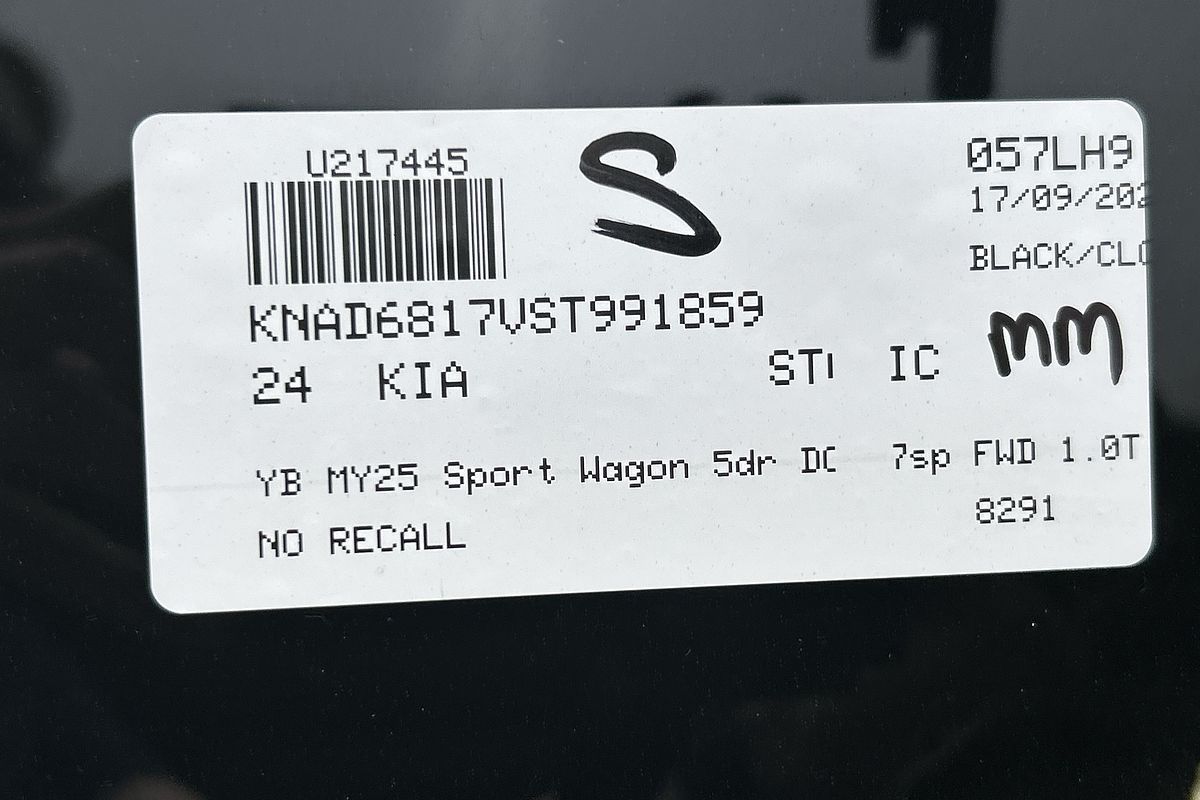 U217445
S
057LH9
17/09/202
BLACK/CLO
KNAD6817VST991859
MM
24 KIA ST IC
YB MY25 Sport Wagon 5dr DC 7sp FWD 1.0T
8291
NO RECALL